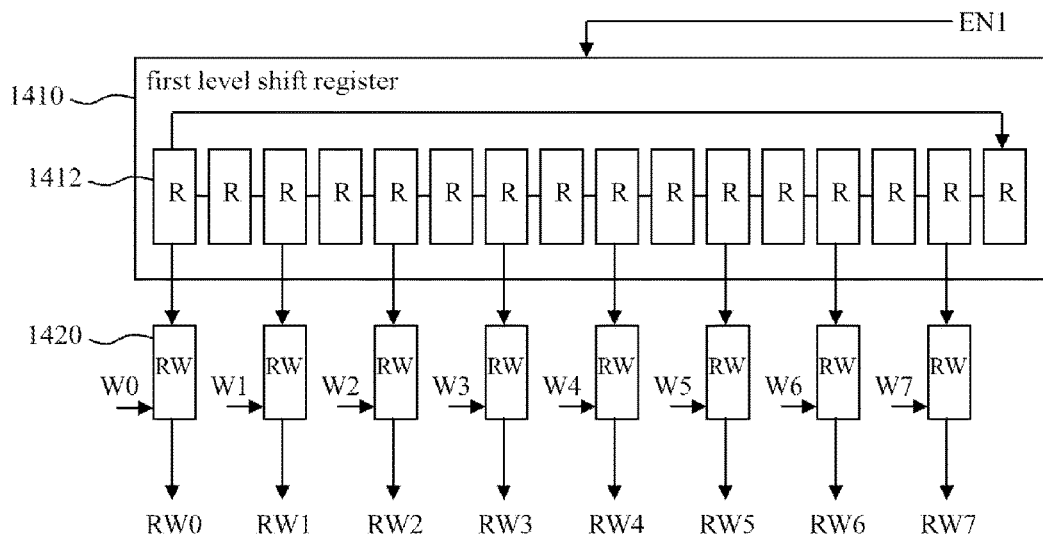 EN1
first level shift register
1410
1412
R R R R R R R R R R R R R R R R
1420
RW RW RW RW RW RW RW RW
W0 W1 W2 W3 W4 W5 W6 W7
RW0 RW1 RW2 RW3 RW4 RW5 RW6 RW7